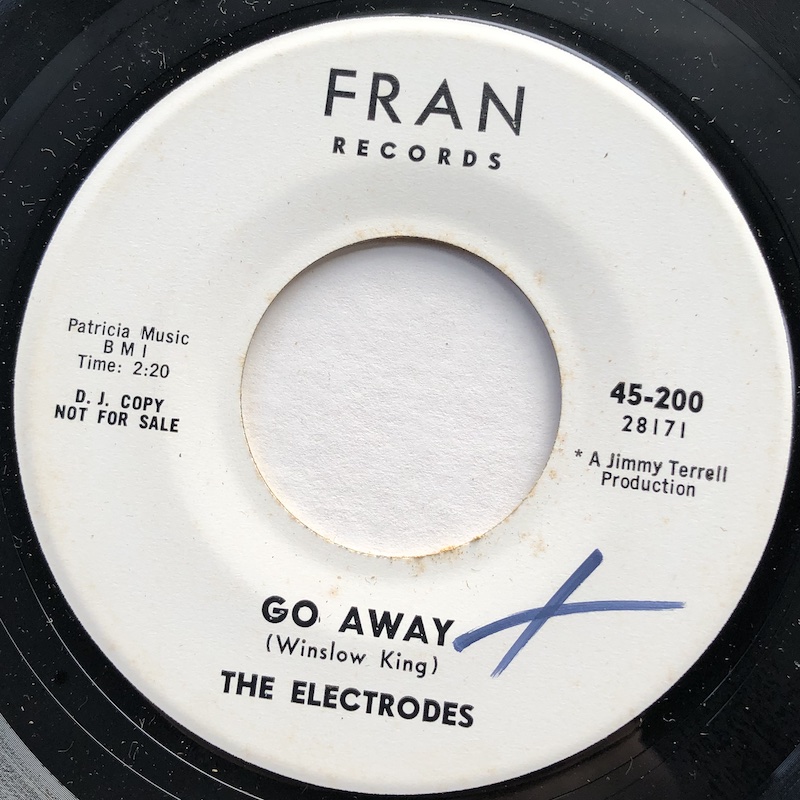 FRAN
RECORDS
Patricia Music
BMI
Time: 2:20
D. J. COPY
NOT FOR SALE
45-200
28171
* A Jimmy Terrell
Production
GO AWAY
(Winslow King)
THE ELECTRODES